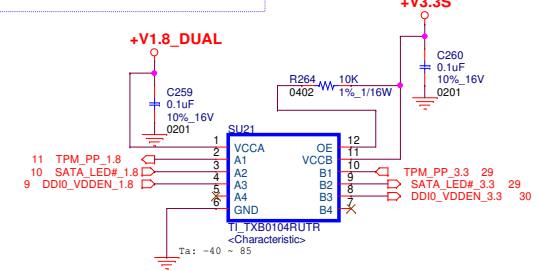 +V3.3S
+V1.8_DUAL
C260
0.1uF
10%_16V
0201
C259
0.1uF
10%_16V
0201
R264 10K
0402 1%_1/16W
SU21
1 VCCA OE 12
2 A1 VCCB 11
3 A2 B1 10
4 A3 B2 9
5 A4 B3 8
6 GND B4 7
11 TPM_PP_1.8
10 SATA_LED#_1.8
9 DDI0_VDDEN_1.8
TPM_PP_3.3 29
SATA_LED#_3.3 29
DDI0_VDDEN_3.3 30
TI_TXB0104RUTR
<Characteristic>
Ta: -40 ~ 85